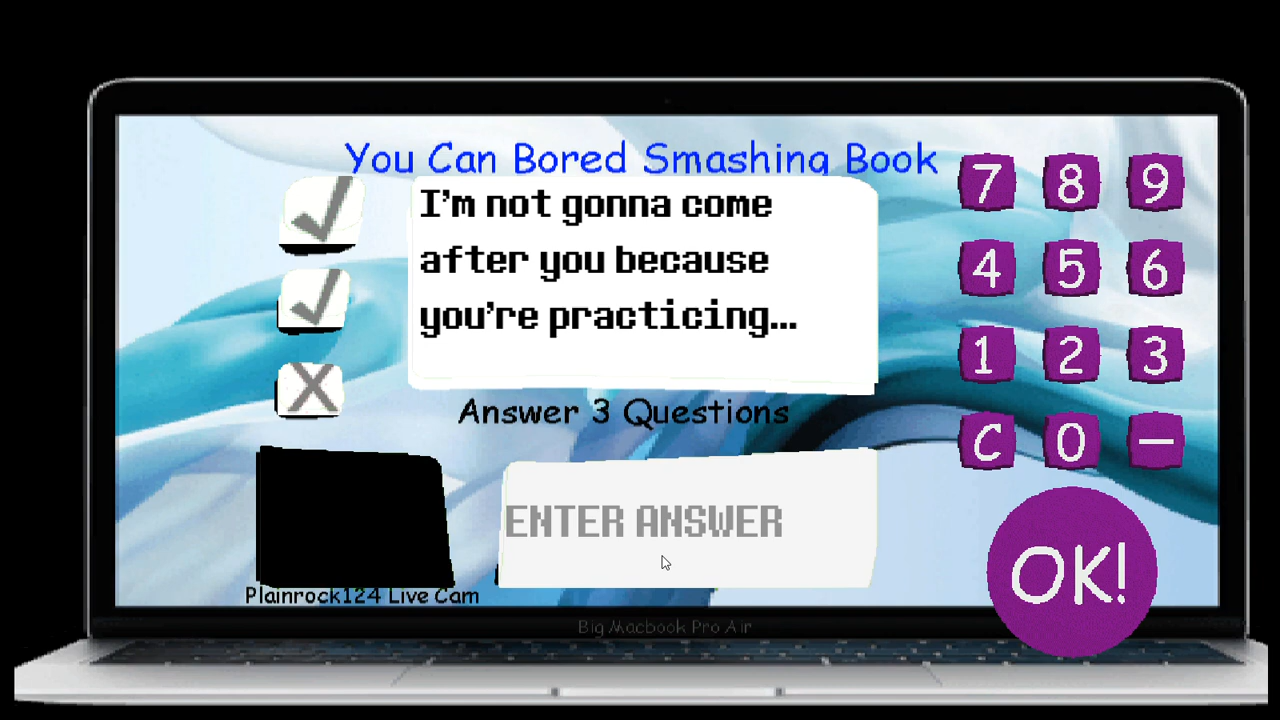 You Can Bored Smashing Book
I'm not gonna come
after you because
you're practicing...
Answer 3 Questions
ENTER ANSWER
Plainrock124 Live Cam
Big Macbook Pro Air
7 8 9
4 5 6
1 2 3
C 0 –
OK!